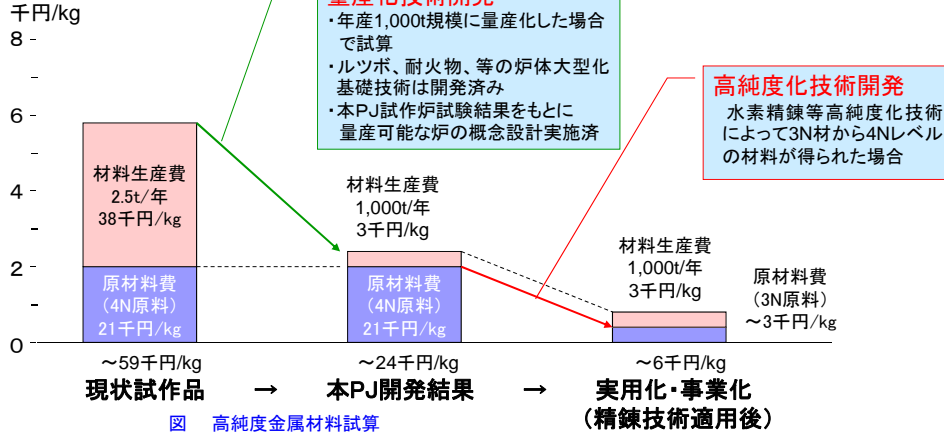 千円/kg
量産化技術開発
・年産1,000t規模に量産化した場合
で試算
・ルツボ、耐火物、等の炉体大型化
基礎技術は開発済み
・本PJ試作炉試験結果をもとに
量産可能な炉の概念設計実施済
高純度化技術開発
水素精錬等高純度化技術
によって3N材から4Nレベル
の材料が得られた場合
8
6
4
2
0
材料生産費
2.5t/年
38千円/kg
原材料費
(4N原料)
21千円/kg
材料生産費
1,000t/年
3千円/kg
原材料費
(4N原料)
21千円/kg
材料生産費
1,000t/年
3千円/kg
原材料費
(3N原料)
～3千円/kg
～59千円/kg
～24千円/kg
～6千円/kg
現状試作品 → 本PJ開発結果 → 実用化・事業化
(精錬技術適用後)
図 高純度金属材料試算